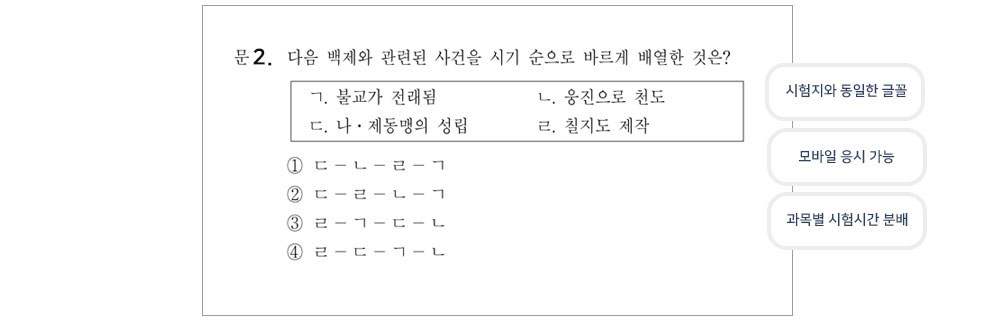 문 2. 다음 백제와 관련된 사건을 시기 순으로 바르게 배열한 것은?
ㄱ. 불교가 전래됨 ㄴ. 웅진으로 천도
ㄷ. 나·제동맹의 성립 ㄹ. 칠지도 제작
① ㄷ - ㄴ - ㄹ - ㄱ
② ㄷ - ㄹ - ㄴ - ㄱ
③ ㄹ - ㄱ - ㄷ - ㄴ
④ ㄹ - ㄷ - ㄱ - ㄴ
시험지와 동일한 글꼴
모바일 응시 가능
과목별 시험시간 분배